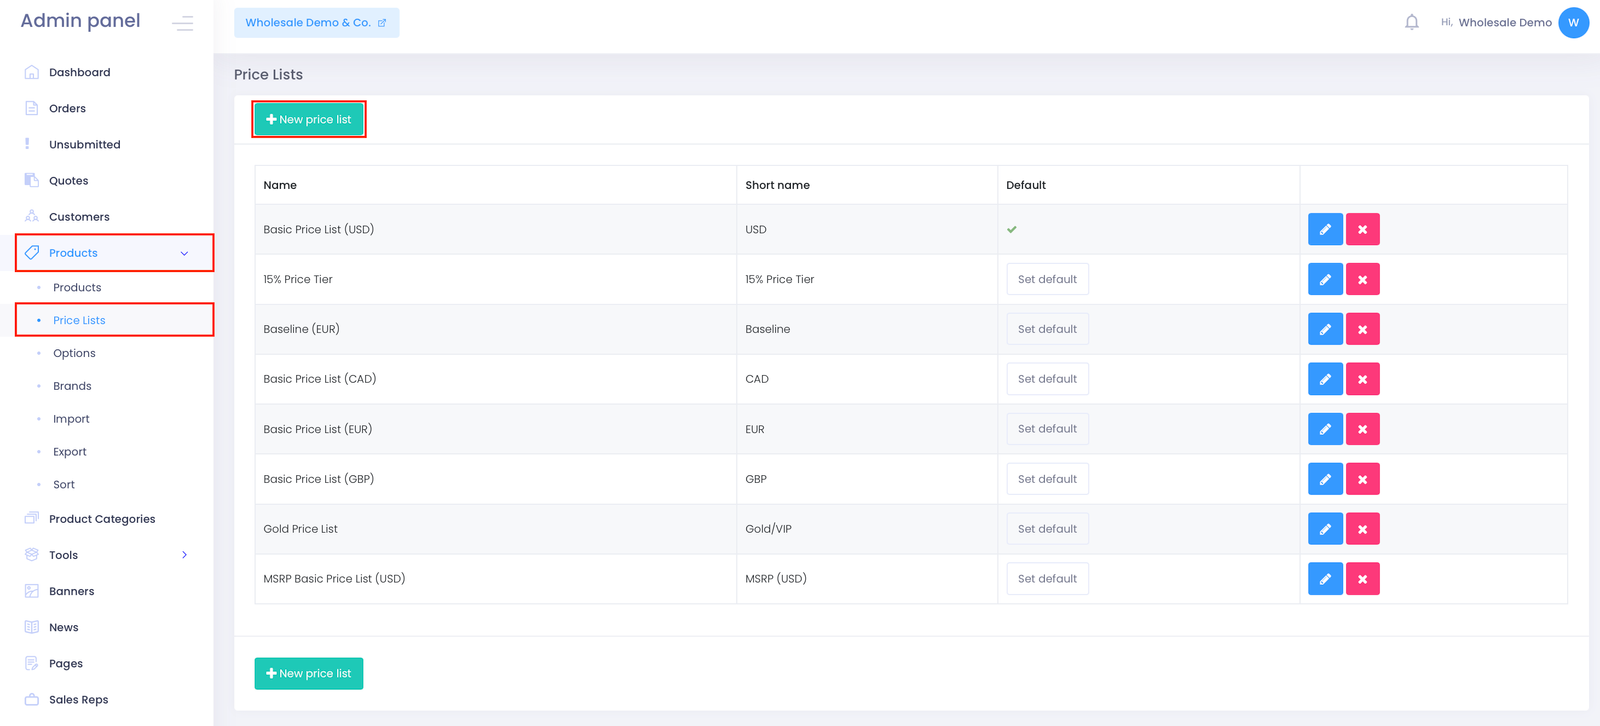 Admin panel
Wholesale Demo & Co.
Hi, Wholesale Demo W
Dashboard
Orders
Unsubmitted
Quotes
Customers
Products
Products
Price Lists
Options
Brands
Import
Export
Sort
Product Categories
Tools
Banners
News
Pages
Sales Reps
Price Lists
New price list
Name Short name Default
Basic Price List (USD) USD
15% Price Tier 15% Price Tier Set default
Baseline (EUR) Baseline Set default
Basic Price List (CAD) CAD Set default
Basic Price List (EUR) EUR Set default
Basic Price List (GBP) GBP Set default
Gold Price List Gold/VIP Set default
MSRP Basic Price List (USD) MSRP (USD) Set default
New price list